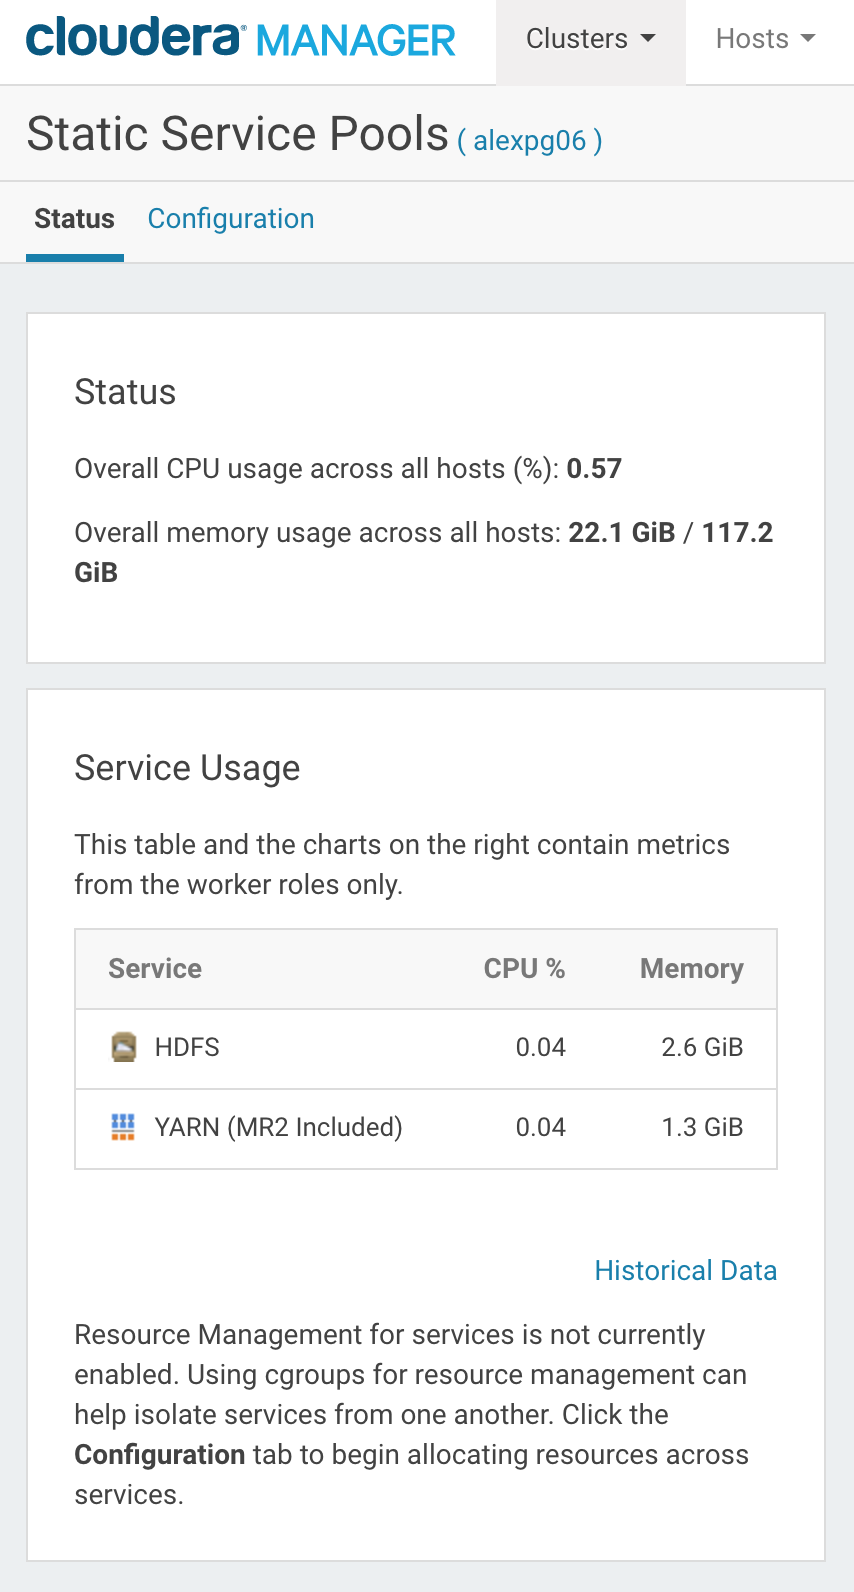 cloudera MANAGER
Clusters
Hosts
Static Service Pools ( alexpg06 )
Status
Configuration
Status
Overall CPU usage across all hosts (%): 0.57
Overall memory usage across all hosts: 22.1 GiB / 117.2
GiB
Service Usage
This table and the charts on the right contain metrics
from the worker roles only.
Service CPU % Memory
HDFS 0.04 2.6 GiB
YARN (MR2 Included) 0.04 1.3 GiB
Historical Data
Resource Management for services is not currently
enabled. Using cgroups for resource management can
help isolate services from one another. Click the
Configuration tab to begin allocating resources across
services.